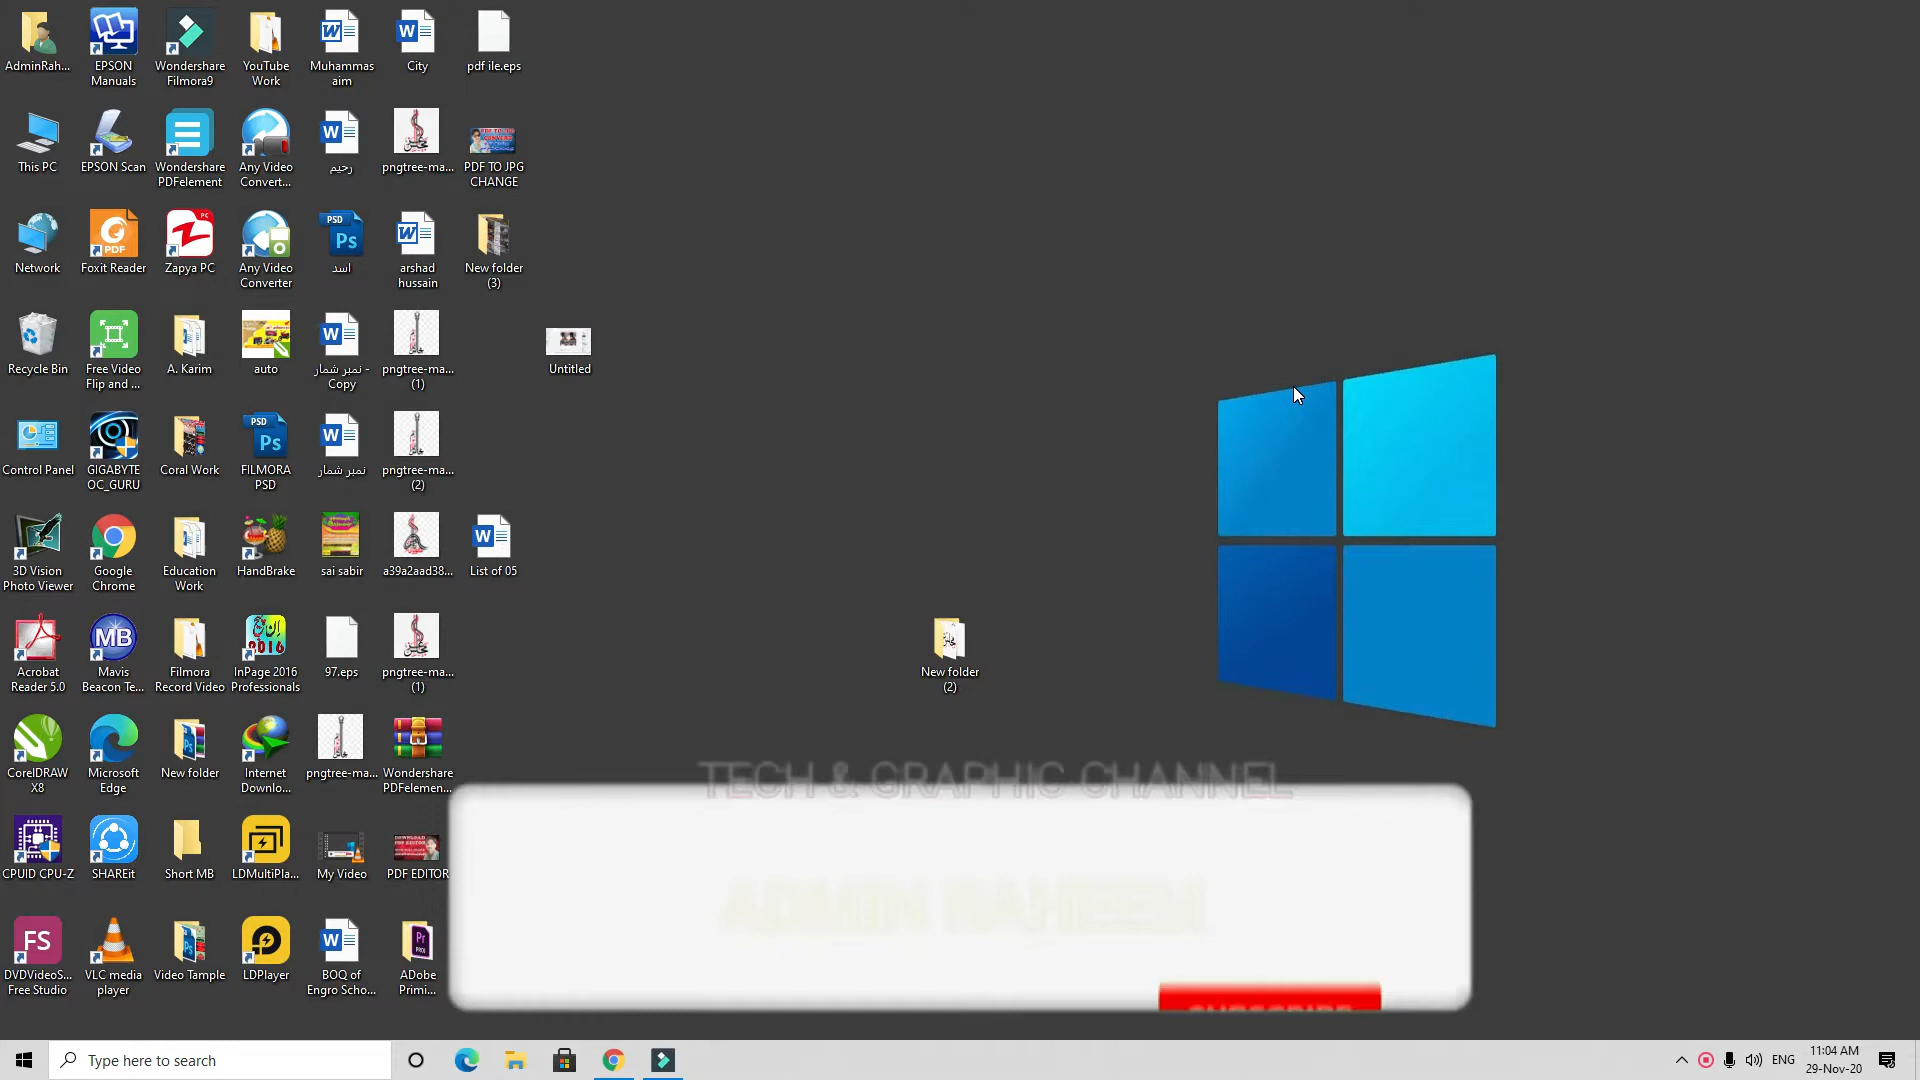 AdminRah...
EPSON
Manuals
Wondershare
Filmora9
YouTube
Work
Muhammas
aim
City
pdf ile.eps
This PC
EPSON Scan
Wondershare
PDFelement
Any Video
Convert...
رحیم
pngtree-ma...
PDF TO JPG
CHANGE
Network
Foxit Reader
Zapya PC
Any Video
Converter
اسد
arshad
hussain
New folder
(3)
Recycle Bin
Free Video
Flip and ...
A. Karim
auto
نمبر شمار -
Copy
pngtree-ma...
(1)
Untitled
Control Panel
GIGABYTE
OC_GURU
Coral Work
FILMORA
PSD
نمبر شمار
pngtree-ma...
(2)
3D Vision
Photo Viewer
Google
Chrome
Education
Work
HandBrake
sai sabir
a39a2aad38...
List of 05
Acrobat
Reader 5.0
Mavis
Beacon Te...
Filmora
Record Video
InPage 2016
Professionals
97.eps
pngtree-ma...
(1)
New folder
(2)
CorelDRAW
X8
Microsoft
Edge
New folder
Internet
Downlo...
pngtree-ma...
Wondershare
PDFelemen...
CPUID CPU-Z
SHAREit
Short MB
LDMultiPla...
My Video
PDF EDITOR
DVDVideoS...
Free Studio
VLC media
player
Video Tample
LDPlayer
BOQ of
Engro Scho...
ADobe
Primi...
TECH & GRAPHIC CHANNEL
ADMIN RAHEEM
SUBSCRIBE
Type here to search
ENG
11:04 AM
29-Nov-20